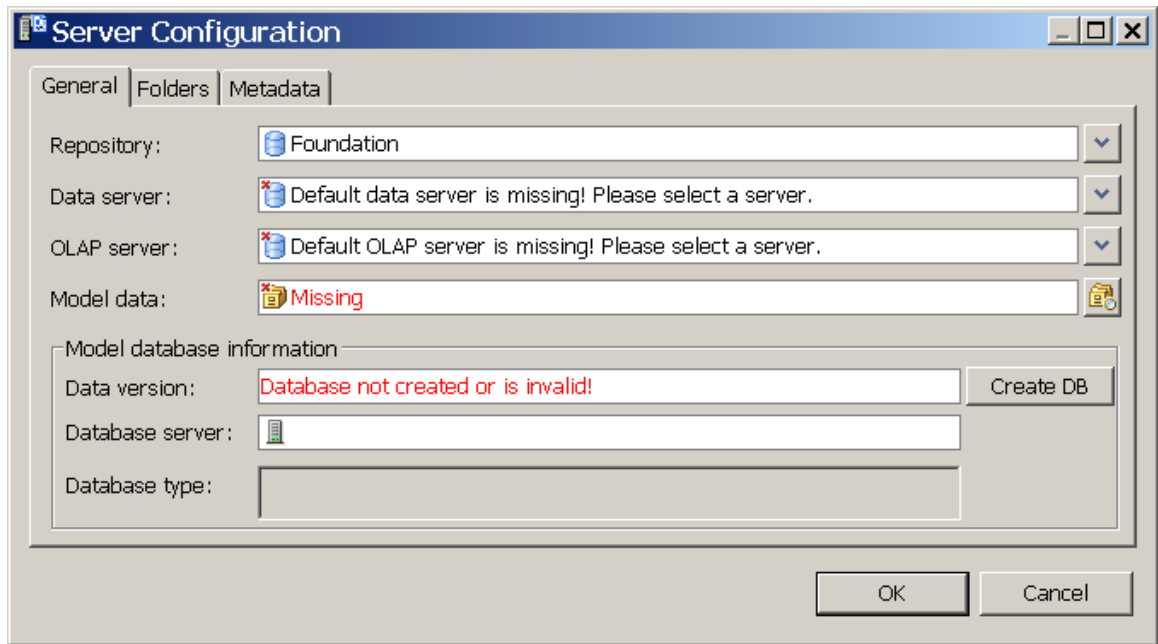 Server Configuration
General Folders Metadata
Repository: Foundation
Data server: Default data server is missing! Please select a server.
OLAP server: Default OLAP server is missing! Please select a server.
Model data: Missing
Model database information
Data version: Database not created or is invalid! Create DB
Database server:
Database type:
OK Cancel